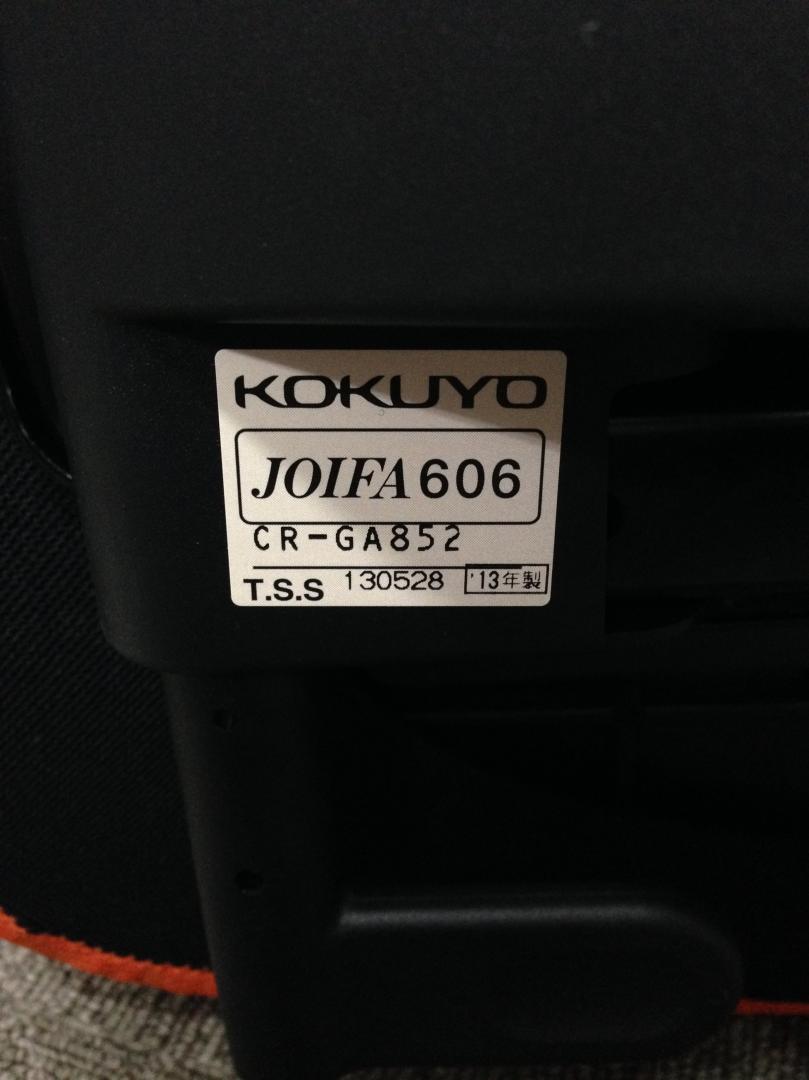 KOKUYO
JOIFA606
CR-GA852
T.S.S 130528 '13年製